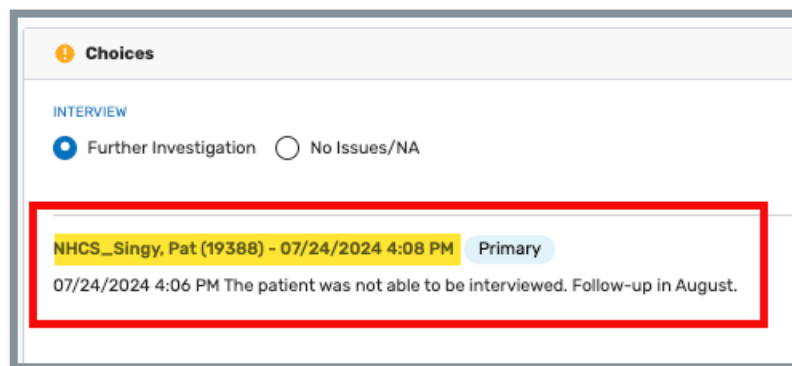 Choices
INTERVIEW
Further Investigation No Issues/NA
NHCS_Singy, Pat (19388) - 07/24/2024 4:08 PM Primary
07/24/2024 4:06 PM The patient was not able to be interviewed. Follow-up in August.